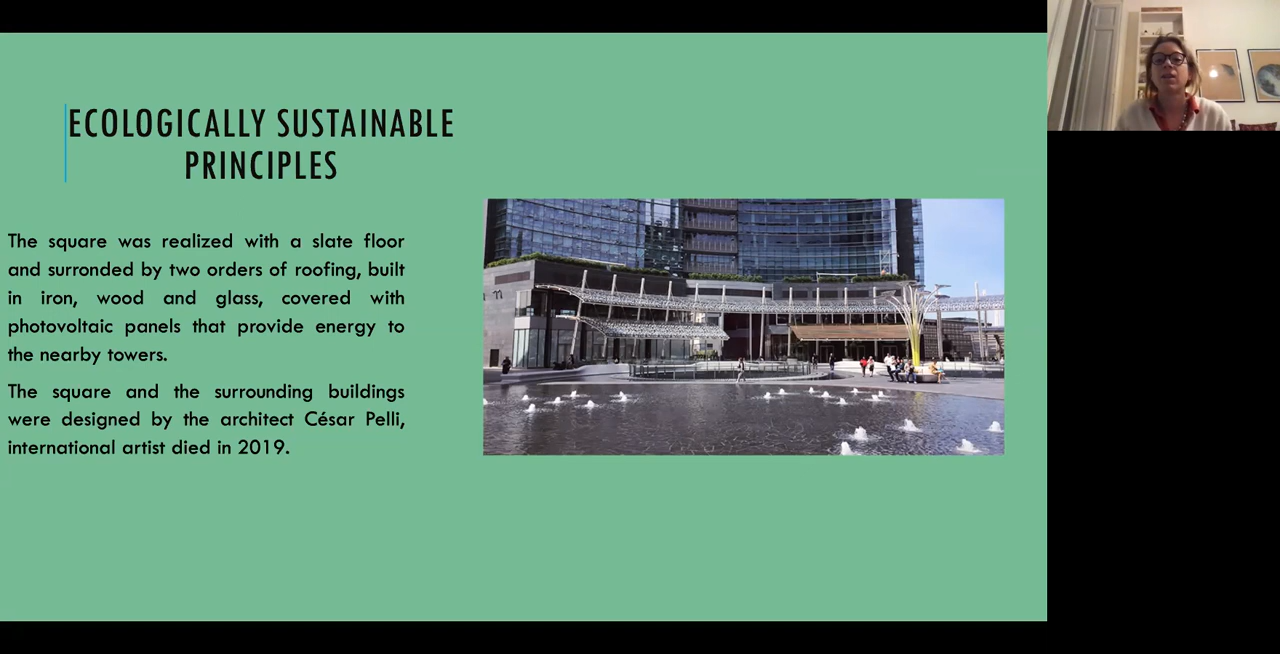 ECOLOGICALLY SUSTAINABLE
PRINCIPLES
The square was realized with a slate floor
and surronded by two orders of roofing, built
in iron, wood and glass, covered with
photovoltaic panels that provide energy to
the nearby towers.
The square and the surrounding buildings
were designed by the architect César Pelli,
international artist died in 2019.